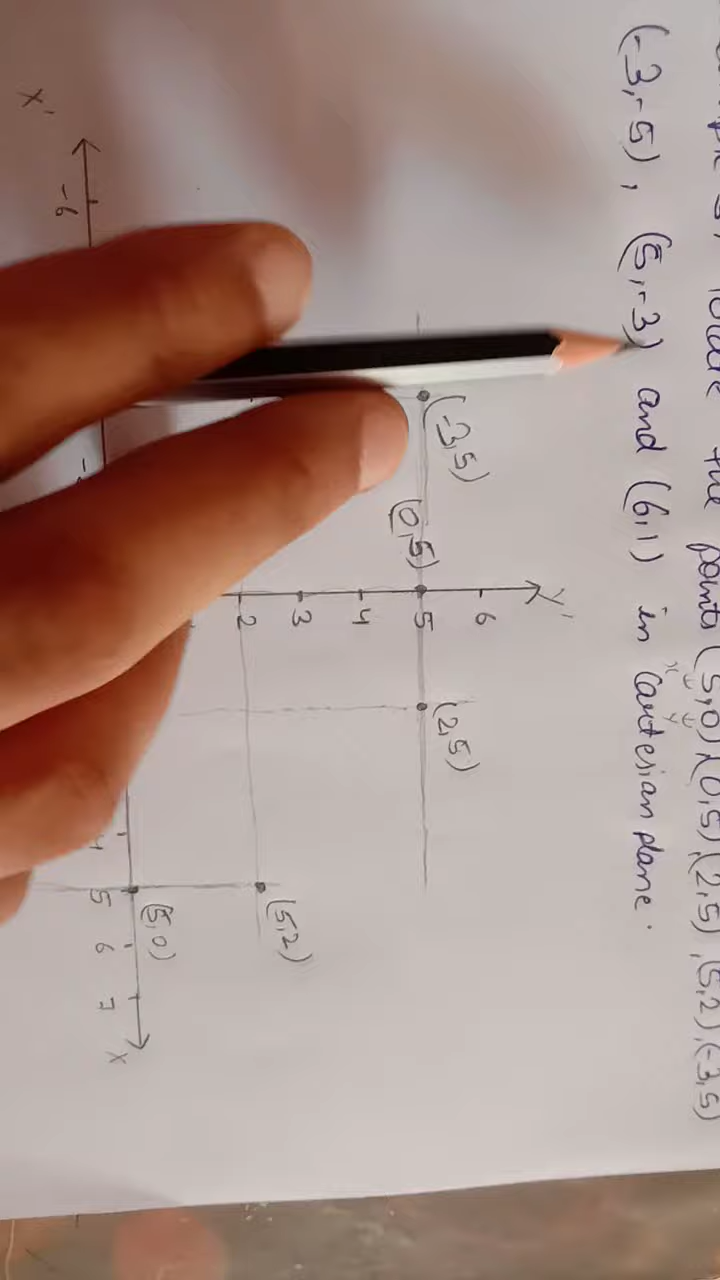 the points (5,0), (0,5), (2,5), (5,2), (-3,5)
x y
(-3,-5), (5,-3) and (6,1) in Cartesian plane.
Y'
6
5
4
3
2
(-3,5)
(0,5)
(2,5)
(5,2)
(5,0)
X'
-6
4
5
6
7
X